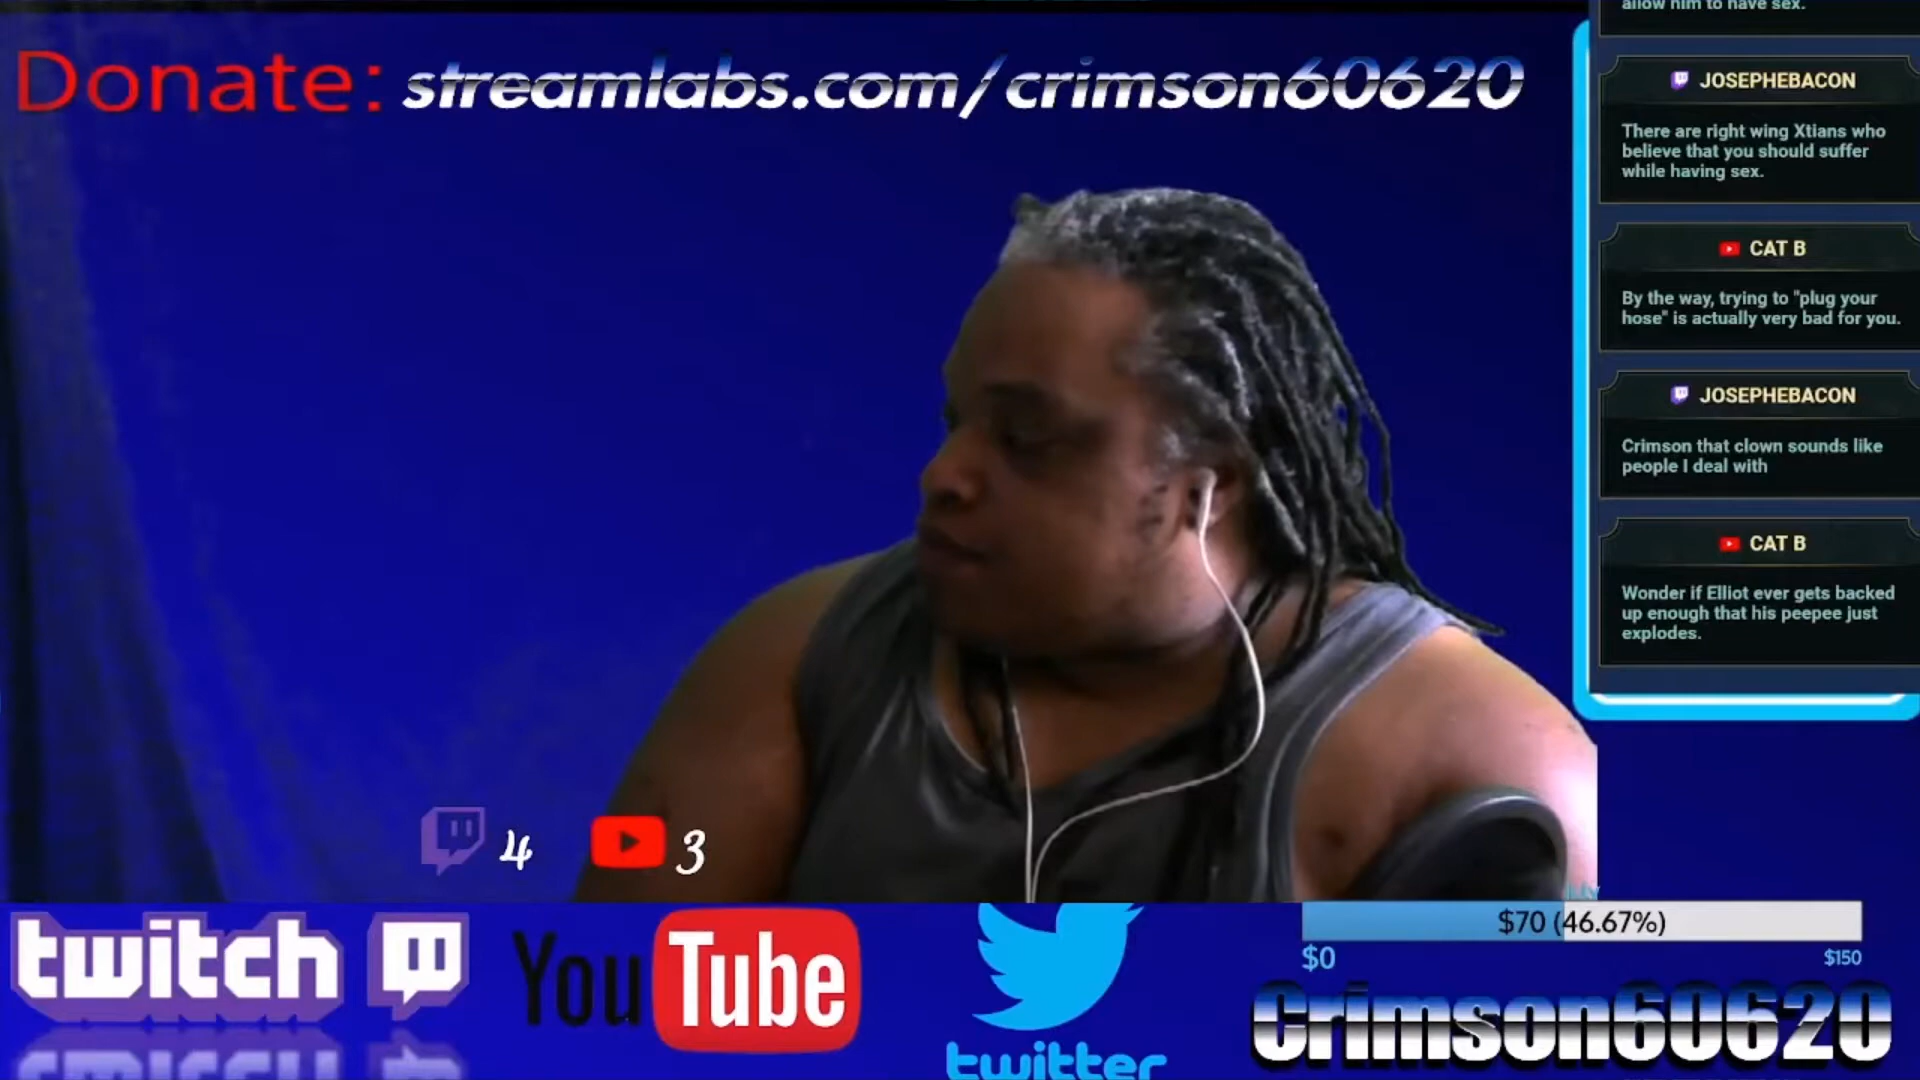 allow him to have sex.
Donate: streamlabs.com/crimson60620
JOSEPHEBACON
There are right wing Xtians who
believe that you should suffer
while having sex.
CAT B
By the way, trying to "plug your
hose" is actually very bad for you.
JOSEPHEBACON
Crimson that clown sounds like
people I deal with
CAT B
Wonder if Elliot ever gets backed
up enough that his peepee just
explodes.
4 3
$70 (46.67%)
$0 $150
twitch YouTube
twitter
Crimson60620